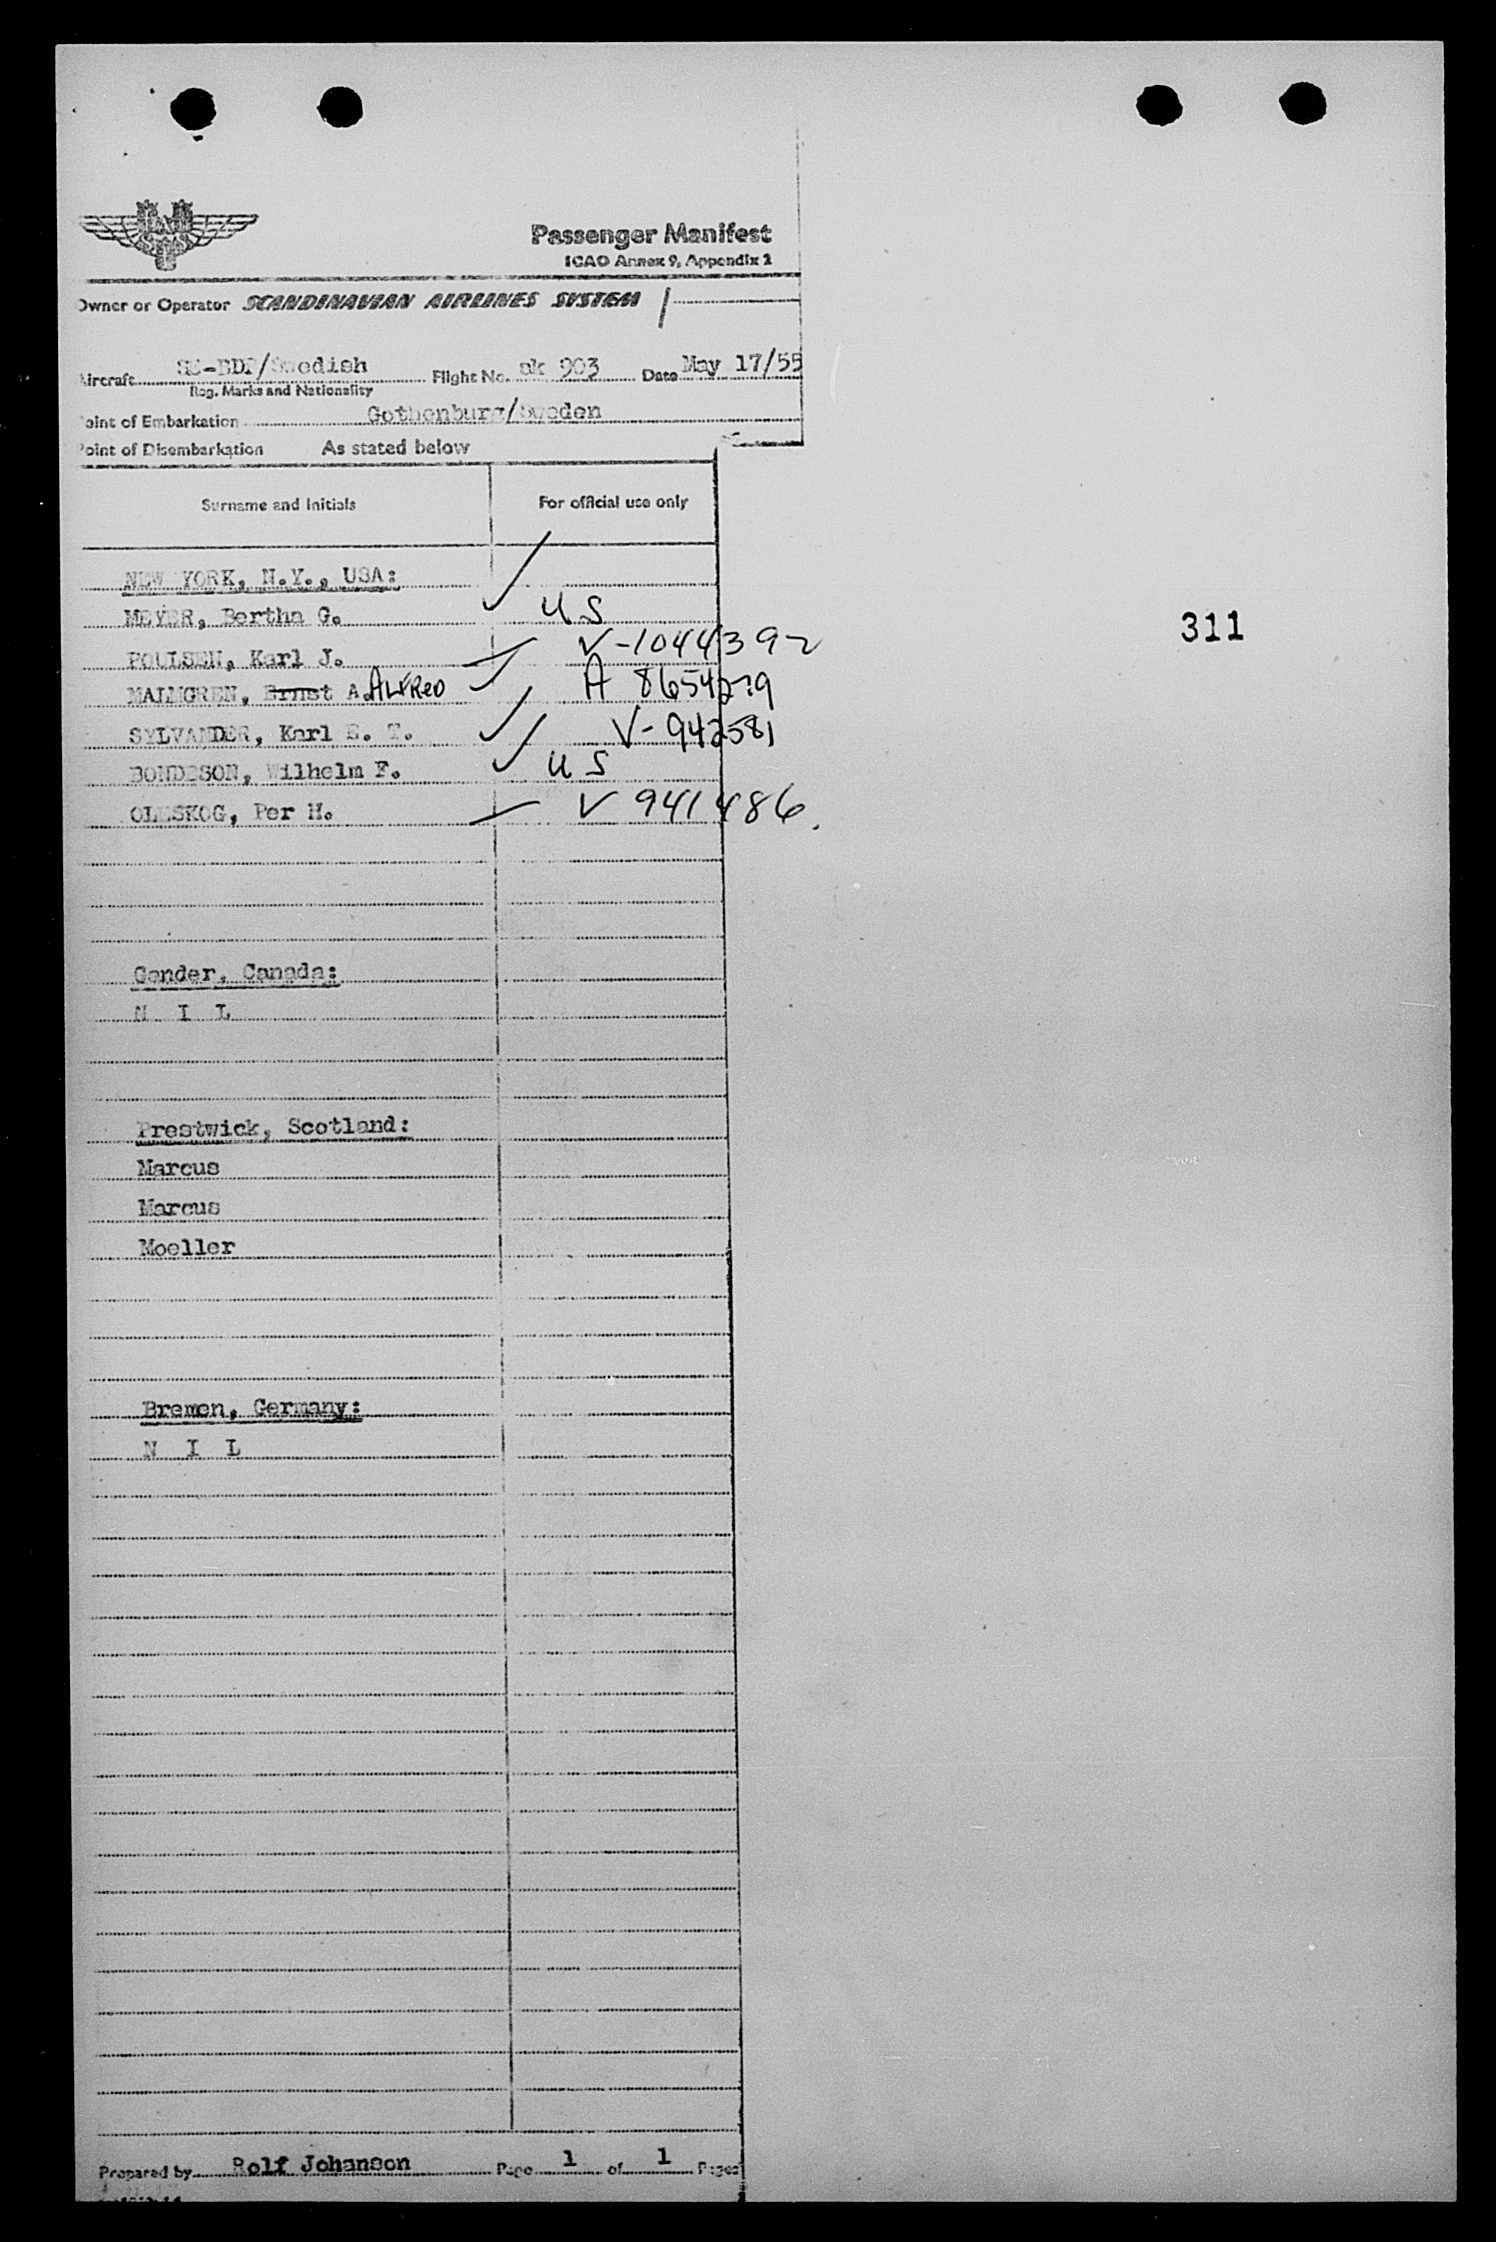 Passenger Manifest
ICAO Annex 9, Appendix 2
Owner or Operator SCANDINAVIAN AIRLINES SYSTEM
Aircraft SE-BDP/Swedish Flight No. sk 903 Date May 17/55
Reg. Marks and Nationality
Point of Embarkation Gothenburg/Sweden
Point of Disembarkation As stated below
Surname and Initials For official use only
NEW YORK, N.Y., USA:
MEYER, Bertha G. US
POULSEN, Karl J. V-1044392
311
MALMGREN, Ernst A. ALFRED A 8654279
SYLVANDER, Karl E. T. V-942581
BONDESON, Wilhelm F. US
Per H. V 941486.
Gander, Canada:
N I L
Prestwick, Scotland:
Marcus
Marcus
Moeller
Bremen, Germany:
N I L
Prepared by Rolf Johanson Page 1 of 1 Pages